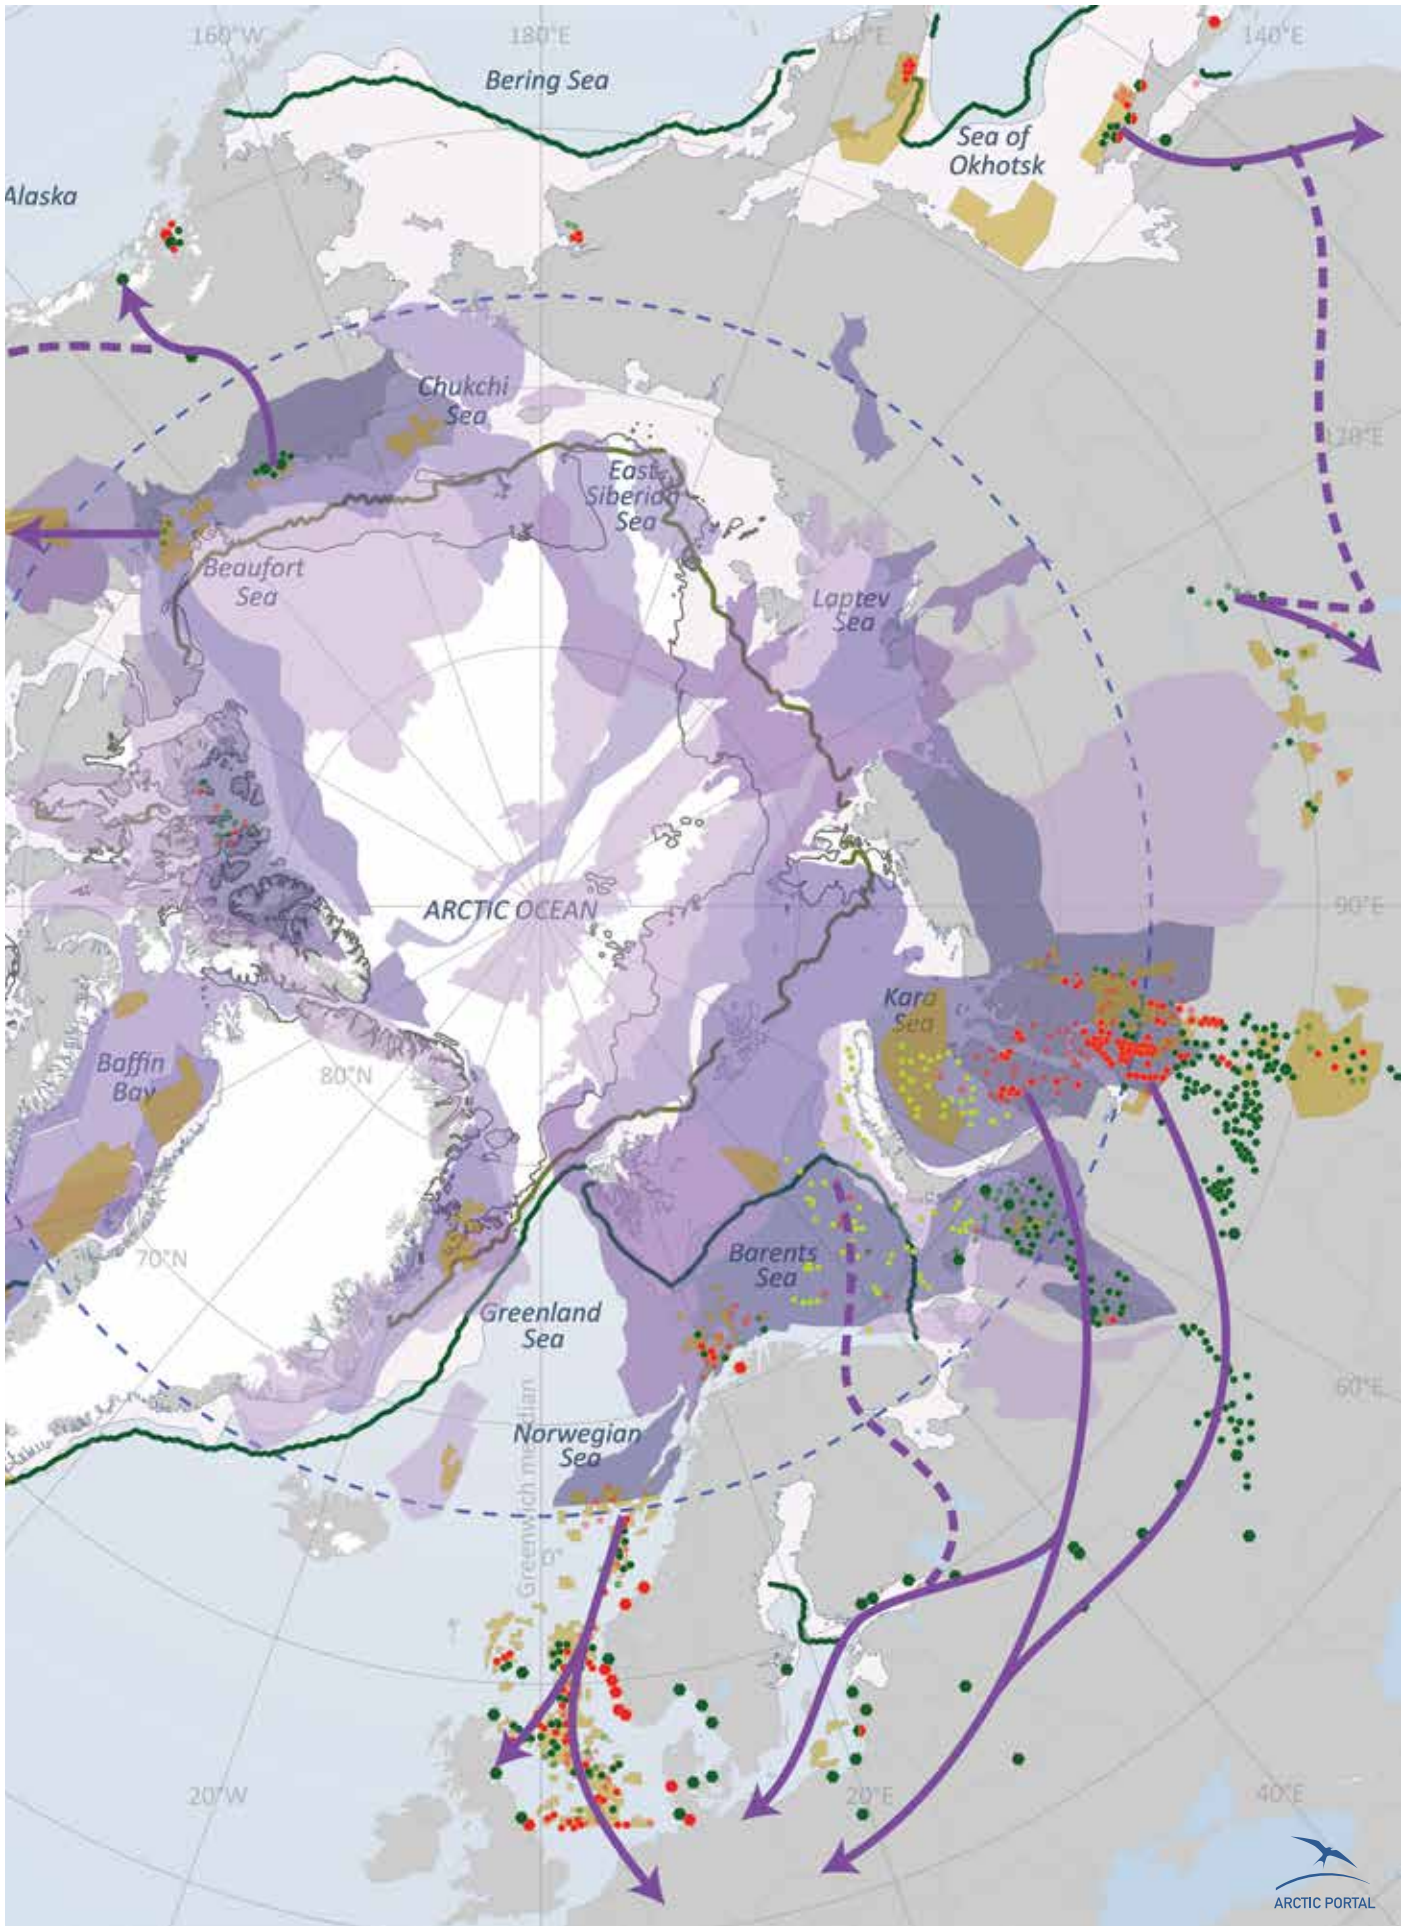 160°W
180°E
160°E
140°E
Bering Sea
Sea of
Okhotsk
Alaska
Chukchi
Sea
120°E
East
Siberian
Sea
Beaufort
Sea
Laptev
Sea
ARCTIC OCEAN
90°E
Kara
Sea
Baffin
Bay
80°N
70°N
Barents
Sea
Greenland
Sea
60°E
Norwegian
Sea
Greenwich median
0°
20°W
20°E
40°E
ARCTIC PORTAL